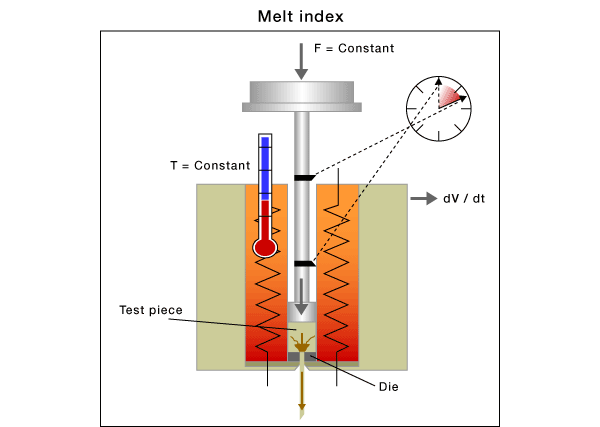 Melt index
F = Constant
T = Constant
dV / dt
Test piece
Die